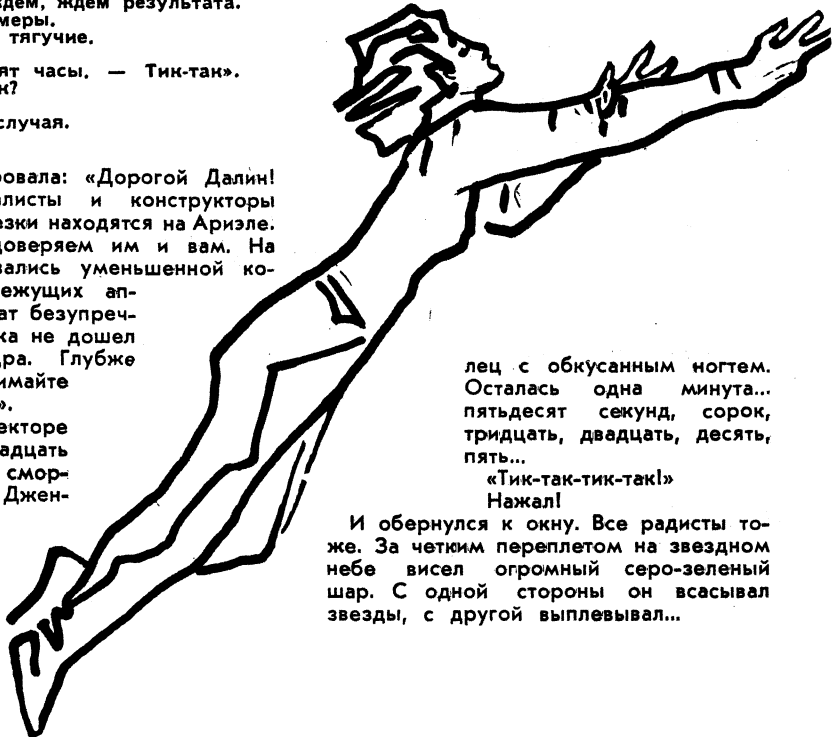 ждем, ждем результата.
меры.
тягучие.
ят часы. — Тик-так».
к?
случая.
овала: «Дорогой Далин!
листы и конструкторы
зки находятся на Ариэле.
доверяем им и вам. На
вались уменьшенной ко-
ежущих ап-
ат безупреч-
ка не дошел
ра. Глубже
имайте
».
екторе
адцать
смор-
Джен-
лец с обкусанным ногтем.
Осталась одна минута...
пятьдесят секунд, сорок,
тридцать, двадцать, десять,
пять...
«Тик-так-тик-так!»
Нажал!
И обернулся к окну. Все радисты то-
же. За четким переплетом на звездном
небе висел огромный серо-зеленый
шар. С одной стороны он всасывал
звезды, с другой выплевывал...